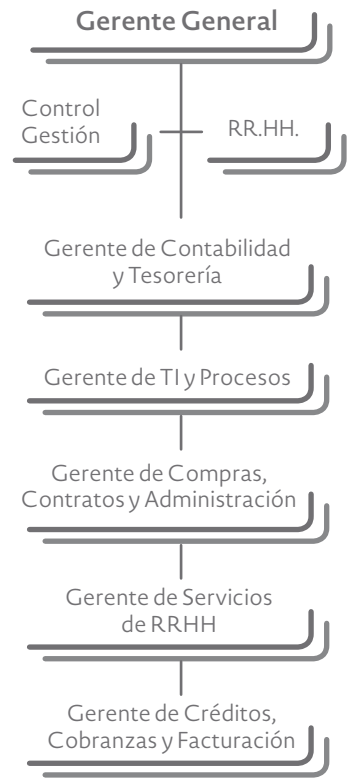 Gerente General
Control
Gestión
RR.HH.
Gerente de Contabilidad
y Tesorería
Gerente de TI y Procesos
Gerente de Compras,
Contratos y Administración
Gerente de Servicios
de RRHH
Gerente de Créditos,
Cobranzas y Facturación